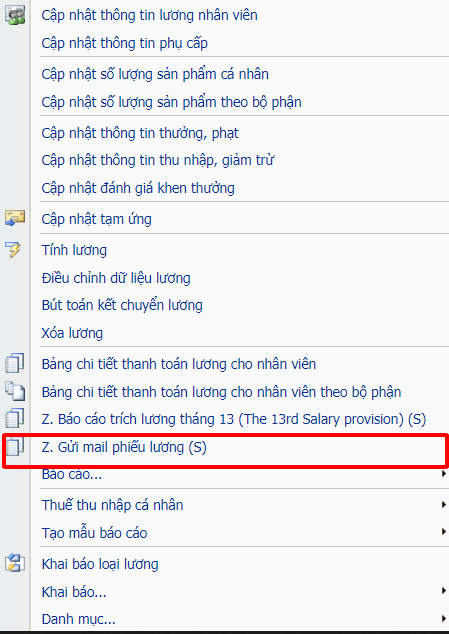 Cập nhật thông tin lương nhân viên
Cập nhật thông tin phụ cấp
Cập nhật số lượng sản phẩm cá nhân
Cập nhật số lượng sản phẩm theo bộ phận
Cập nhật thông tin thưởng, phạt
Cập nhật thông tin thu nhập, giảm trừ
Cập nhật đánh giá khen thưởng
Cập nhật tạm ứng
Tính lương
Điều chỉnh dữ liệu lương
Bút toán kết chuyển lương
Xóa lương
Bảng chi tiết thanh toán lương cho nhân viên
Bảng chi tiết thanh toán lương cho nhân viên theo bộ phận
Z. Báo cáo trích lương tháng 13 (The 13rd Salary provision) (S)
Z. Gửi mail phiếu lương (S)
Báo cáo...
Thuế thu nhập cá nhân
Tạo mẫu báo cáo
Khai báo loại lương
Khai báo...
Danh mục...